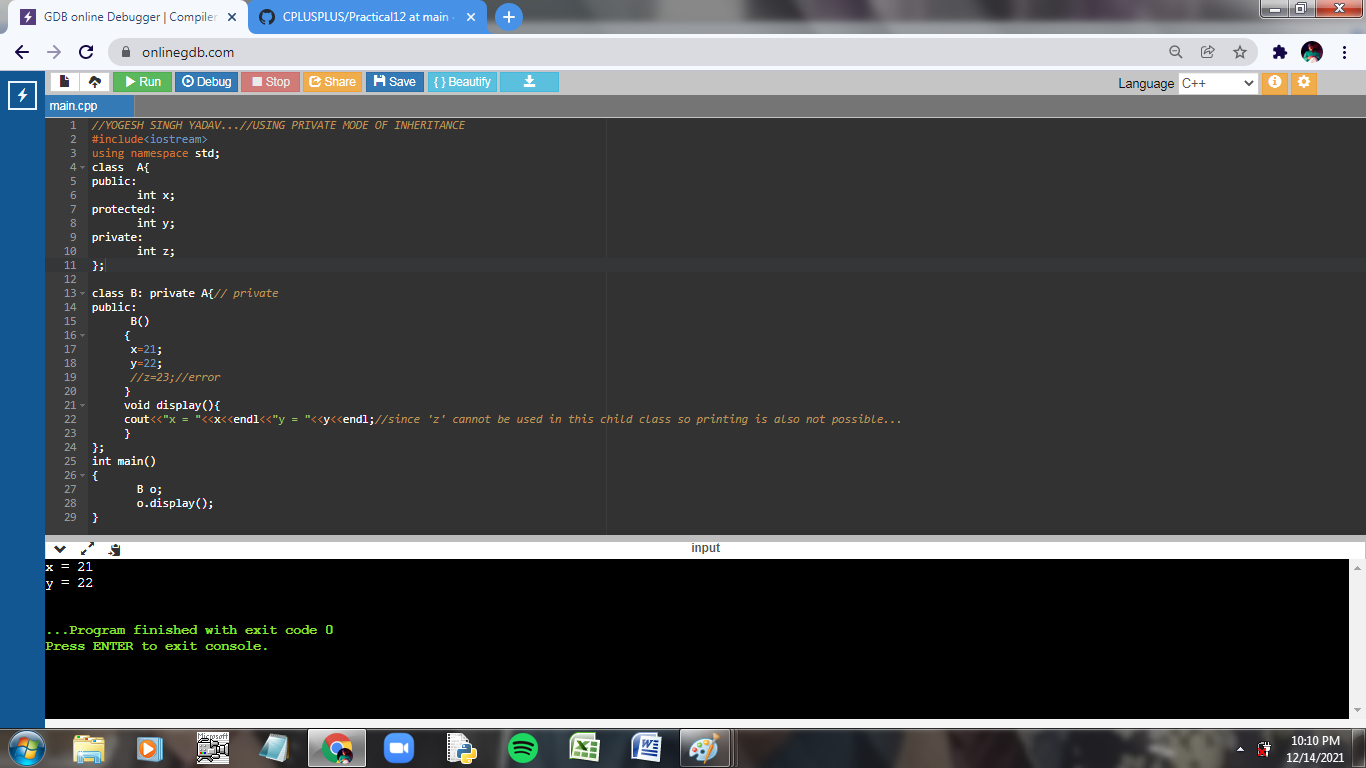 GDB online Debugger | Compiler
CPLUSPLUS/Practical12 at main
onlinegdb.com
Run Debug Stop Share Save { } Beautify
Language C++
main.cpp
1 //YOGESH SINGH YADAV...//USING PRIVATE MODE OF INHERITANCE
2 #include<iostream>
3 using namespace std;
4 class  A{
5 public:
6       int x;
7 protected:
8       int y;
9 private:
10       int z;
11 };
12
13 class B: private A{// private
14 public:
15      B()
16     {
17      x=21;
18      y=22;
19      //z=23;//error
20     }
21     void display(){
22     cout<<"x = "<<x<<endl<<"y = "<<y<<endl;//since 'z' cannot be used in this child class so printing is also not possible...
23     }
24 };
25 int main()
26 {
27       B o;
28       o.display();
29 }
input
x = 21
y = 22
...Program finished with exit code 0
Press ENTER to exit console.
Microsoft
10:10 PM
12/14/2021